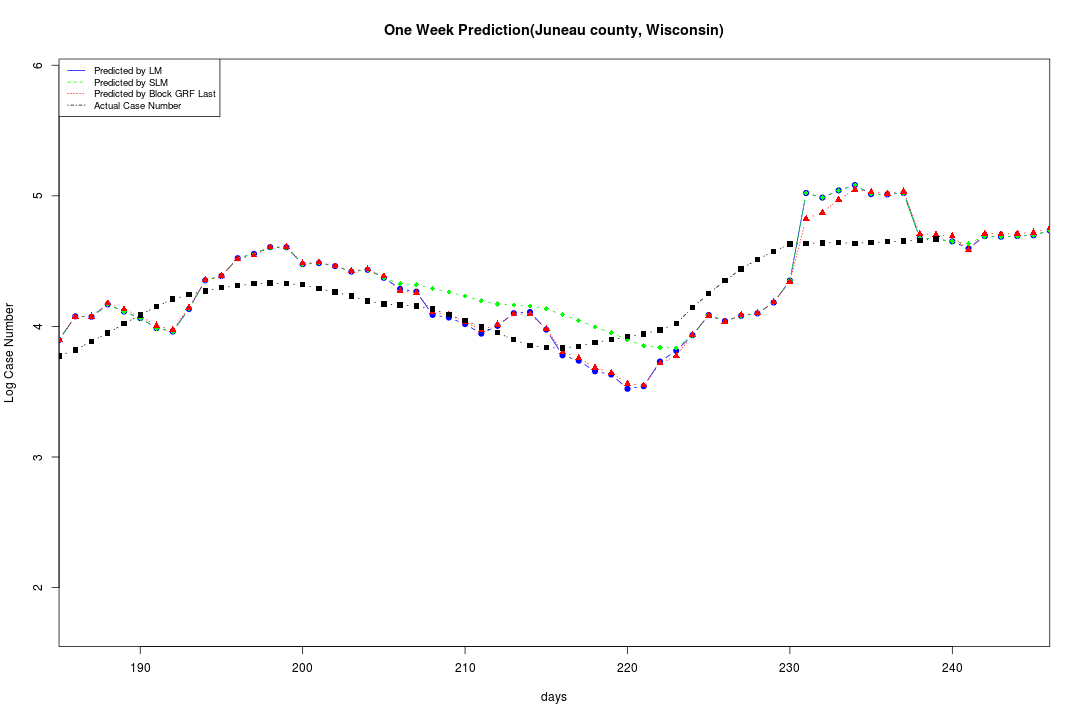 One Week Prediction(Juneau county, Wisconsin)
6
Predicted by LM
Predicted by SLM
Predicted by Block GRF Last
Actual Case Number
5
4
3
2
Log Case Number
190 200 210 220 230 240
days